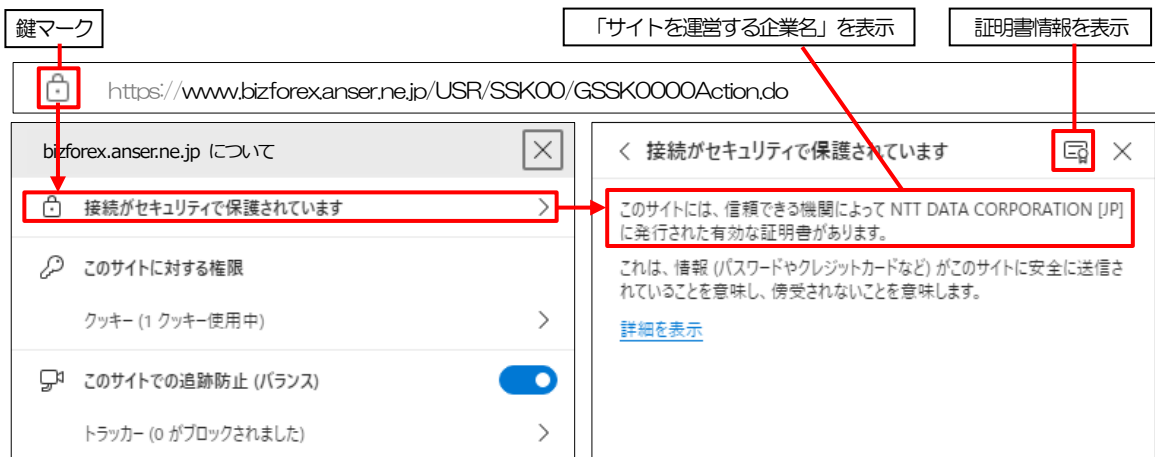 鍵マーク
「サイトを運営する企業名」を表示
証明書情報を表示
https://www.bizforex.anser.ne.jp/USR/SSK00/GSSK0000Action.do
bizforex.anser.ne.jp について
接続がセキュリティで保護されています
このサイトに対する権限
クッキー (1 クッキー使用中)
このサイトでの追跡防止 (バランス)
トラッカー (0 がブロックされました)
接続がセキュリティで保護されています
このサイトには、信頼できる機関によって NTT DATA CORPORATION [JP]
に発行された有効な証明書があります。
これは、情報 (パスワードやクレジットカードなど) がこのサイトに安全に送信さ
れていることを意味し、傍受されないことを意味します。
詳細を表示